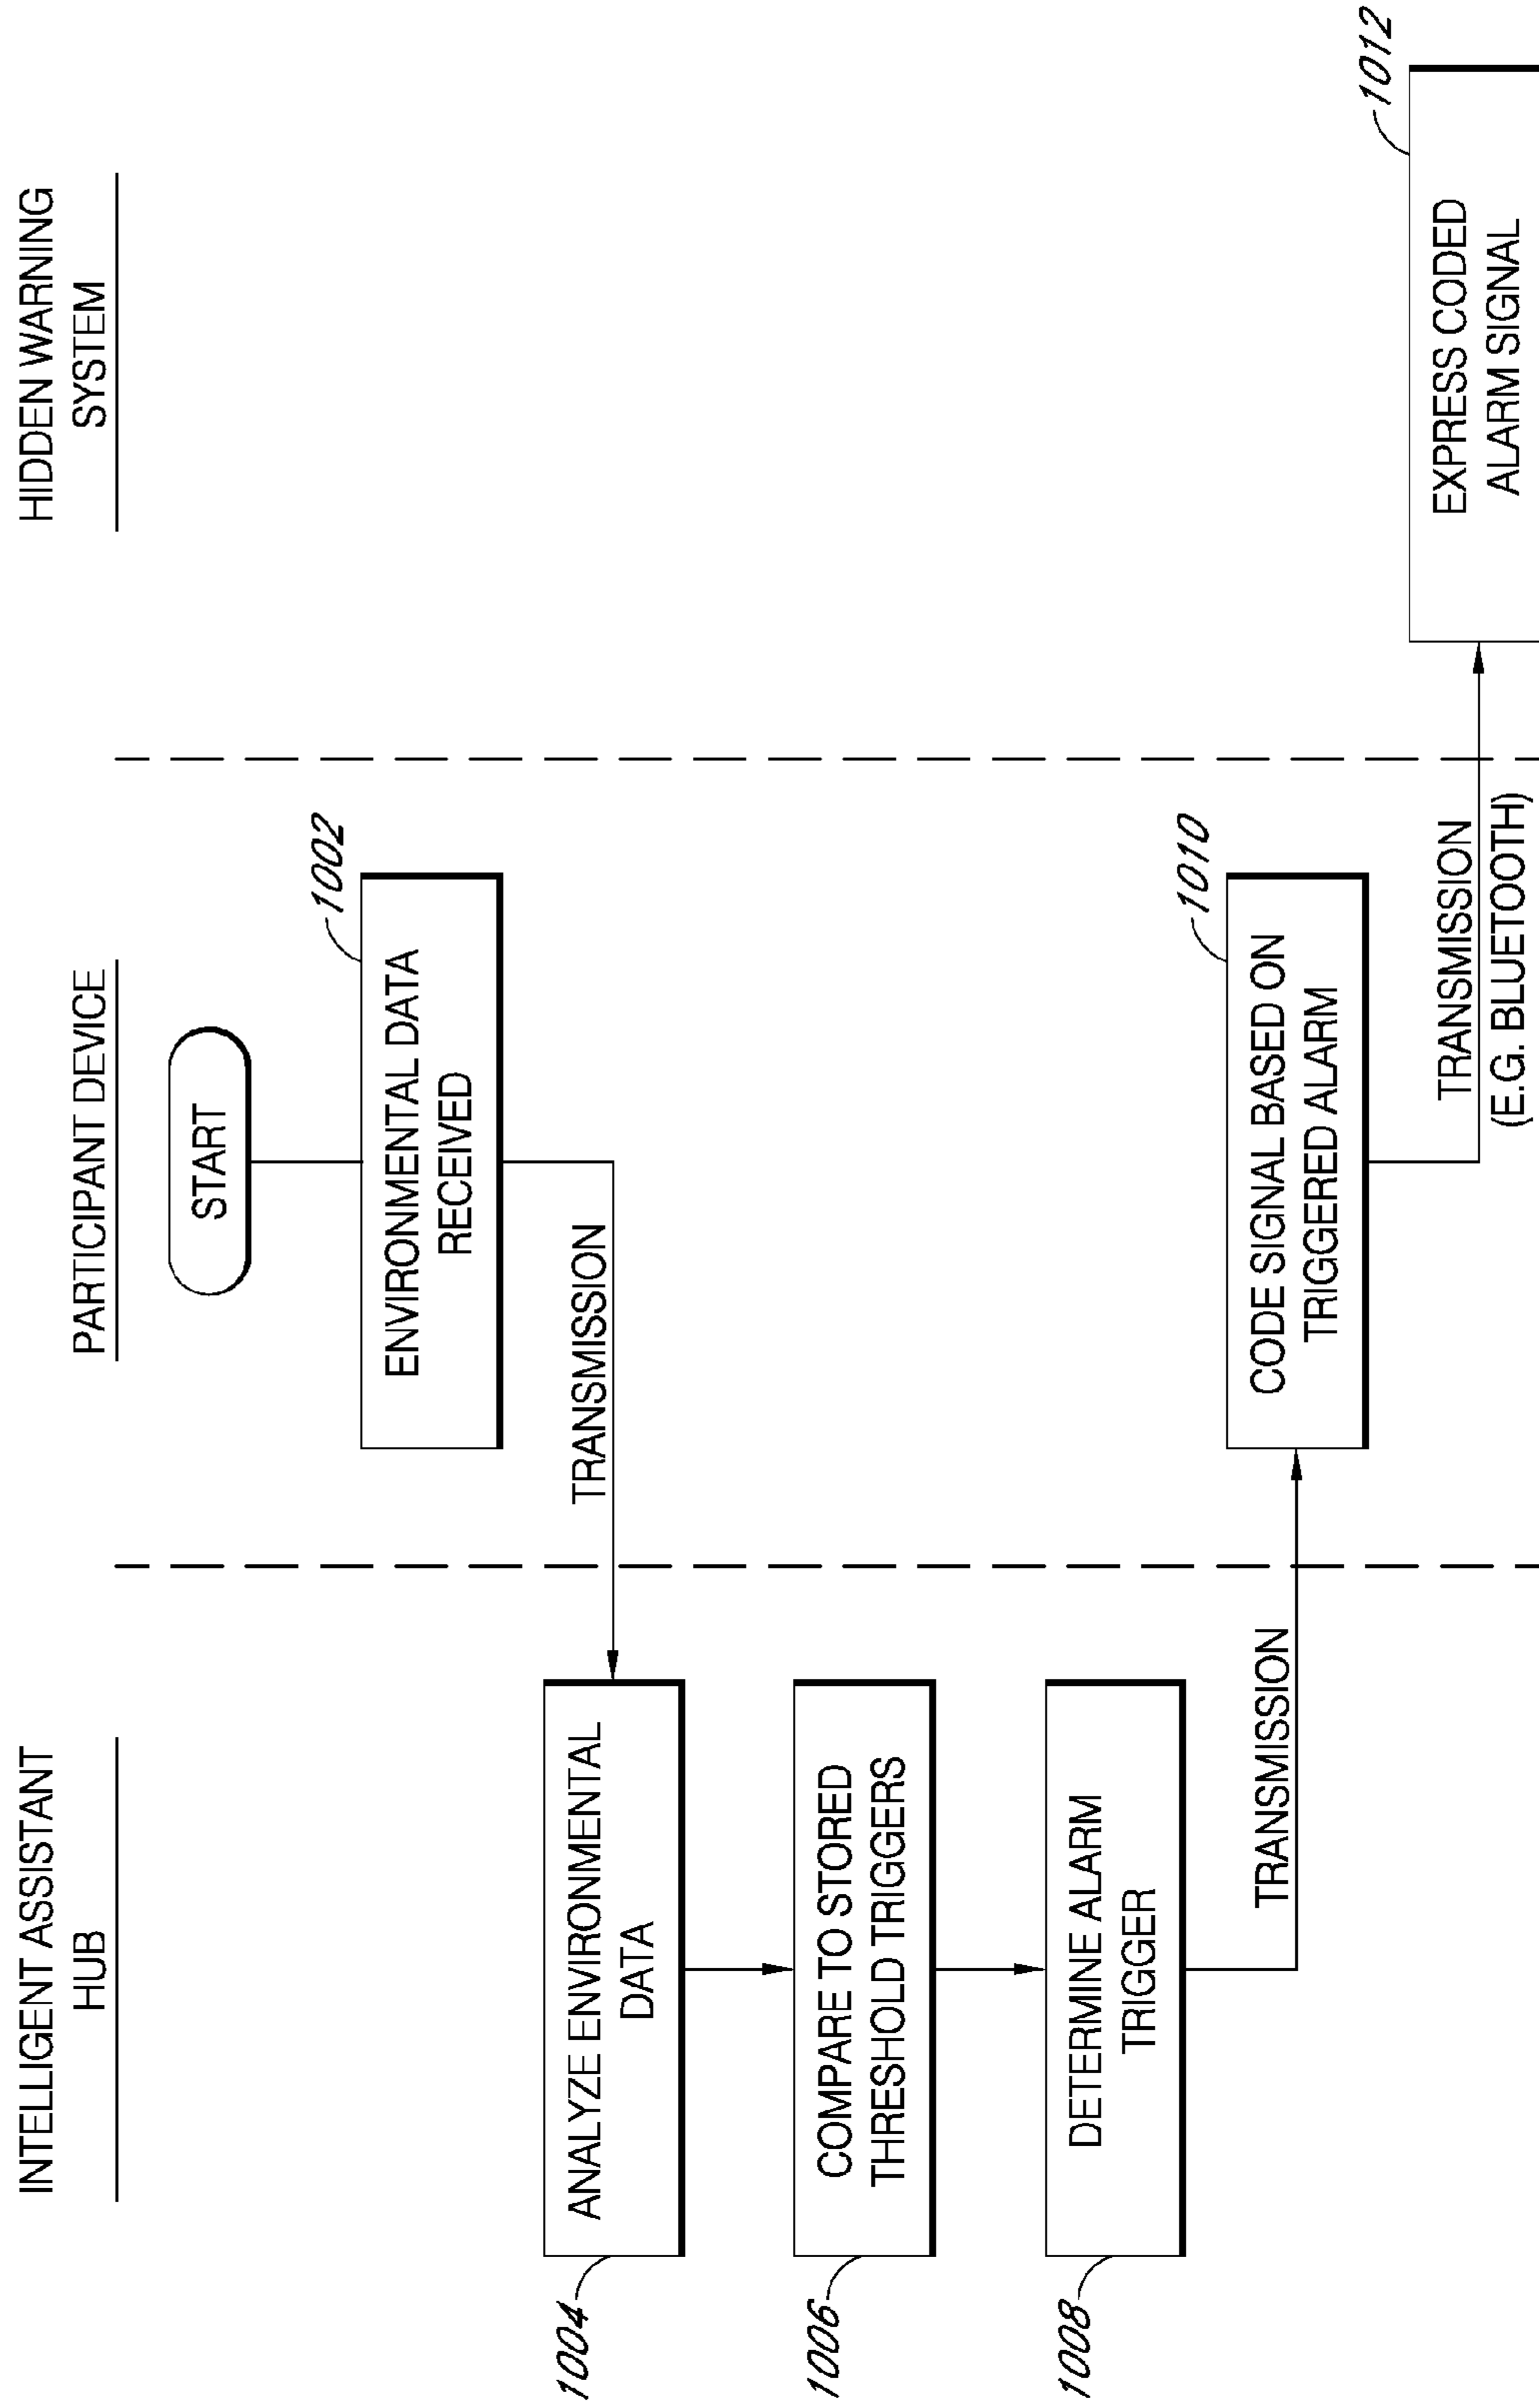 INTELLIGENT ASSISTANT
HUB
PARTICIPANT DEVICE
HIDDEN WARNING
SYSTEM
START
1002
ENVIRONMENTAL DATA
RECEIVED
TRANSMISSION
1004
ANALYZE ENVIRONMENTAL
DATA
1006
COMPARE TO STORED
THRESHOLD TRIGGERS
1008
DETERMINE ALARM
TRIGGER
TRANSMISSION
1010
CODE SIGNAL BASED ON
TRIGGERED ALARM
TRANSMISSION
(E.G. BLUETOOTH)
1012
EXPRESS CODED
ALARM SIGNAL